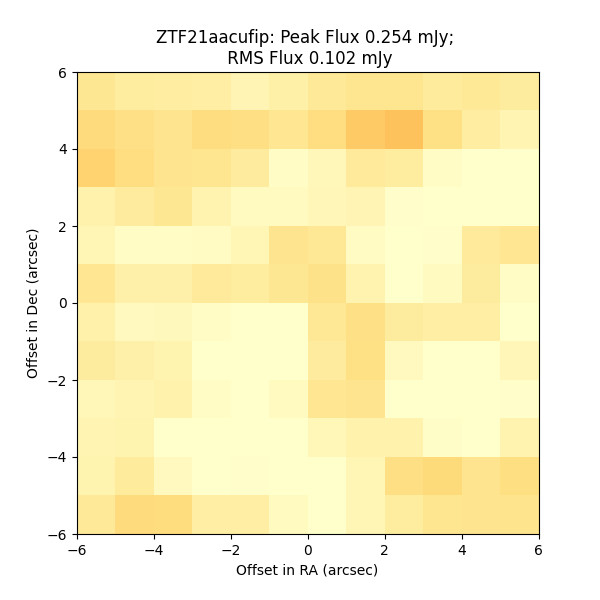 ZTF21aacufip: Peak Flux 0.254 mJy;
RMS Flux 0.102 mJy
6
4
2
0
−2
−4
−6
Offset in Dec (arcsec)
−6 −4 −2 0 2 4 6
Offset in RA (arcsec)